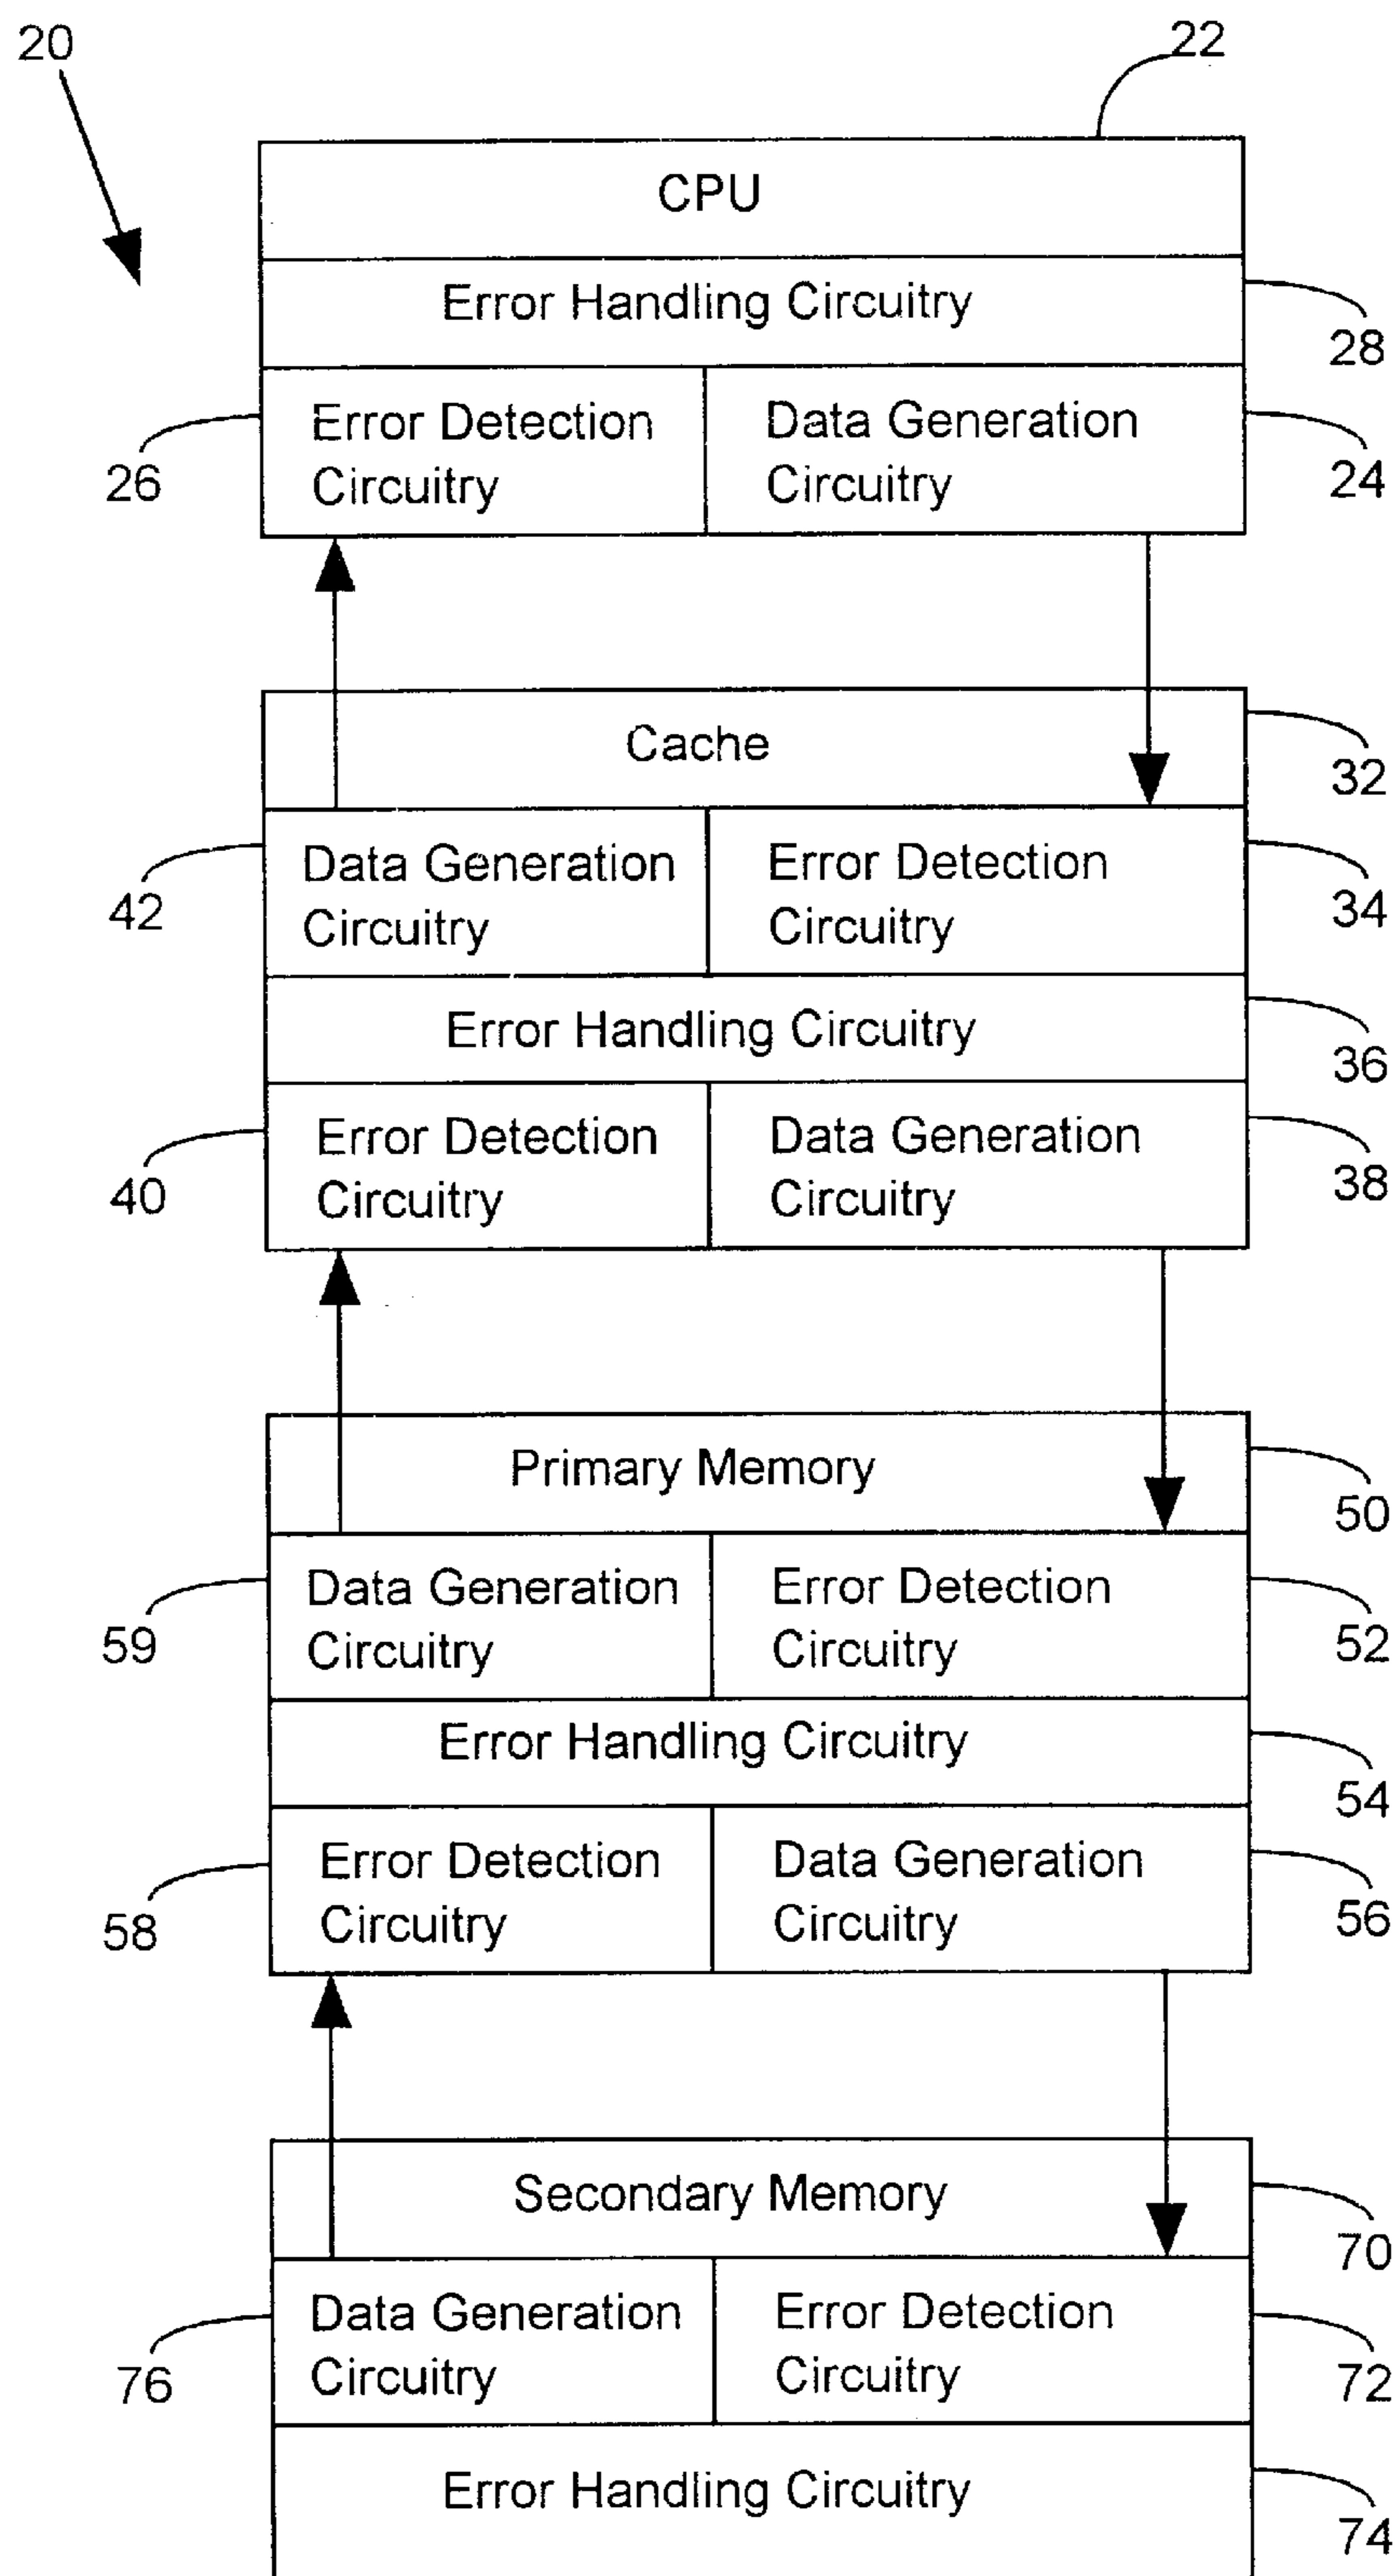 20
22
CPU
Error Handling Circuitry
28
Error Detection
Circuitry
Data Generation
Circuitry
26
24
Cache
32
Data Generation
Circuitry
Error Detection
Circuitry
42
34
Error Handling Circuitry
36
Error Detection
Circuitry
Data Generation
Circuitry
40
38
Primary Memory
50
Data Generation
Circuitry
Error Detection
Circuitry
59
52
Error Handling Circuitry
54
Error Detection
Circuitry
Data Generation
Circuitry
58
56
Secondary Memory
70
Data Generation
Circuitry
Error Detection
Circuitry
76
72
Error Handling Circuitry
74